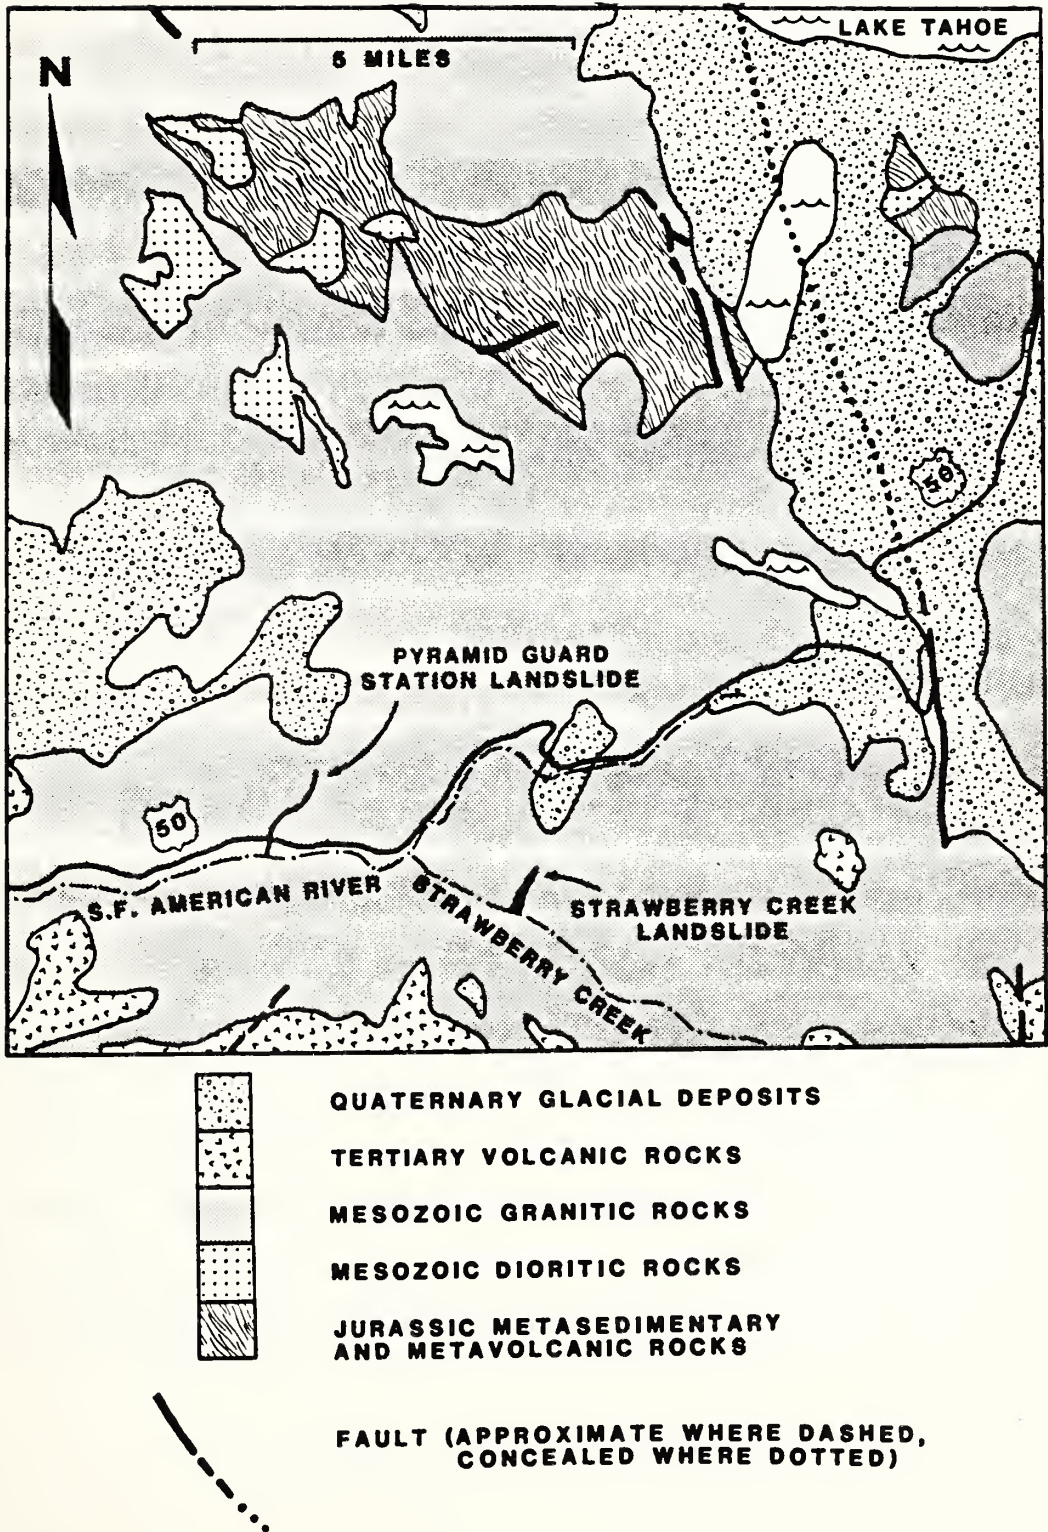 LAKE TAHOE
5 MILES
N
50
PYRAMID GUARD
STATION LANDSLIDE
50
S.F. AMERICAN RIVER
STRAWBERRY CREEK
STRAWBERRY CREEK
LANDSLIDE
QUATERNARY GLACIAL DEPOSITS
TERTIARY VOLCANIC ROCKS
MESOZOIC GRANITIC ROCKS
MESOZOIC DIORITIC ROCKS
JURASSIC METASEDIMENTARY
AND METAVOLCANIC ROCKS
FAULT (APPROXIMATE WHERE DASHED,
CONCEALED WHERE DOTTED)